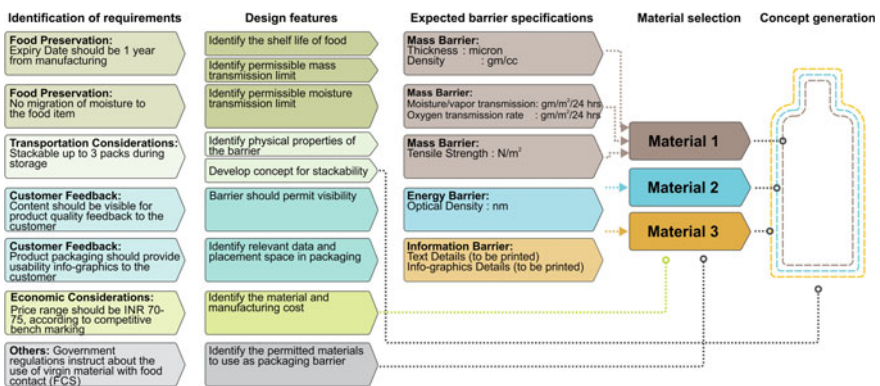 Identification of requirements
Design features
Expected barrier specifications
Material selection
Concept generation
Food Preservation:
Expiry Date should be 1 year
from manufacturing
Food Preservation:
No migration of moisture to
the food item
Transportation Considerations:
Stackable up to 3 packs during
storage
Customer Feedback:
Content should be visible for
product quality feedback to the
customer
Customer Feedback:
Product packaging should provide
usability info-graphics to the
customer
Economic Considerations:
Price range should be INR 70-
75, according to competitive
bench marking
Others: Government
regulations instruct about the
use of virgin material with food
contact (FCS)
Identify the shelf life of food
Identify permissible mass
transmission limit
Identify permissible moisture
transmission limit
Identify physical properties of
the barrier
Develop concept for stackability
Barrier should permit visibility
Identify relevant data and
placement space in packaging
Identify the material and
manufacturing cost
Identify the permitted materials
to use as packaging barrier
Mass Barrier:
Thickness : micron
Density : gm/cc
Mass Barrier:
Moisture/vapor transmission: gm/m²/24 hrs
Oxygen transmission rate : gm/m²/24 hrs
Mass Barrier:
Tensile Strength : N/m²
Energy Barrier:
Optical Density : nm
Information Barrier:
Text Details (to be printed)
Info-graphics Details (to be printed)
Material 1
Material 2
Material 3